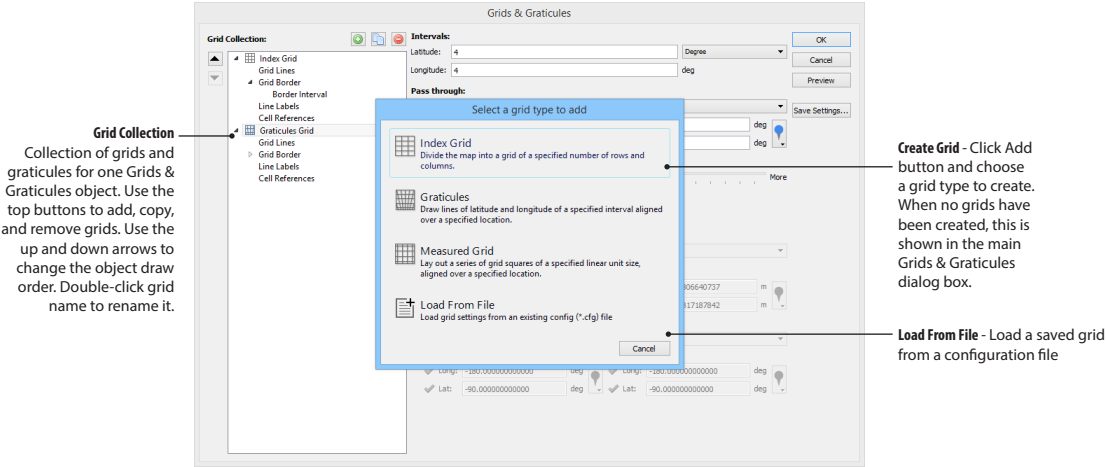 Grids & Graticules
Grid Collection:
Index Grid
Grid Lines
Grid Border
Border Interval
Line Labels
Cell References
Graticules Grid
Grid Lines
Grid Border
Line Labels
Cell References
Intervals:
Latitude: 4 Degree
Longitude: 4 deg
Pass through:
deg
deg
More
OK
Cancel
Preview
Save Settings...
Select a grid type to add
Index Grid
Divide the map into a grid of a specified number of rows and
columns.
Graticules
Draw lines of latitude and longitude of a specified interval aligned
over a specified location.
Measured Grid
Lay out a series of grid squares of a specified linear unit size,
aligned over a specified location.
Load From File
Load grid settings from an existing config (*.cfg) file
Cancel
806640737 m
317187842 m
Long: -180.000000000000 deg Long: -180.000000000000 deg
Lat: -90.000000000000 deg Lat: -90.000000000000 deg
Grid Collection
Collection of grids and
graticules for one Grids &
Graticules object. Use the
top buttons to add, copy,
and remove grids. Use the
up and down arrows to
change the object draw
order. Double-click grid
name to rename it.
Create Grid - Click Add
button and choose
a grid type to create.
When no grids have
been created, this is
shown in the main
Grids & Graticules
dialog box.
Load From File - Load a saved grid
from a configuration file